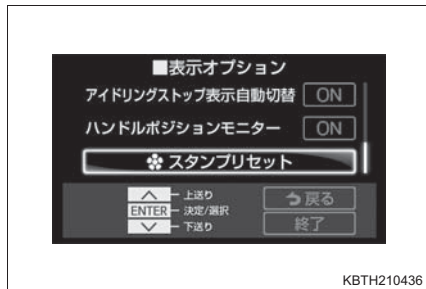 ■表示オプション
アイドリングストップ表示自動切替 ON
ハンドルポジションモニター ON
スタンプリセット
上送り 戻る
ENTER 決定/選択
下送り 終了
KBTH210436